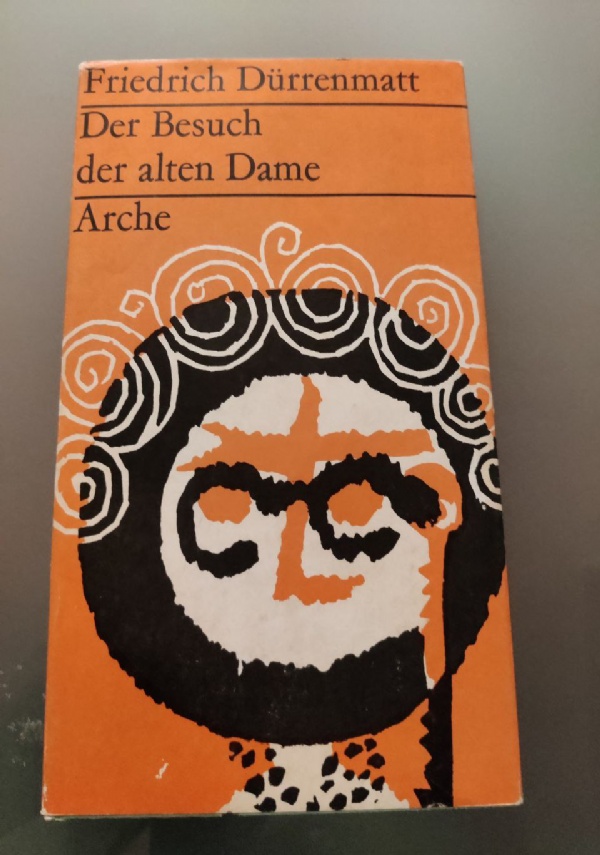 Friedrich Dürrenmatt
Der Besuch
der alten Dame
Arche